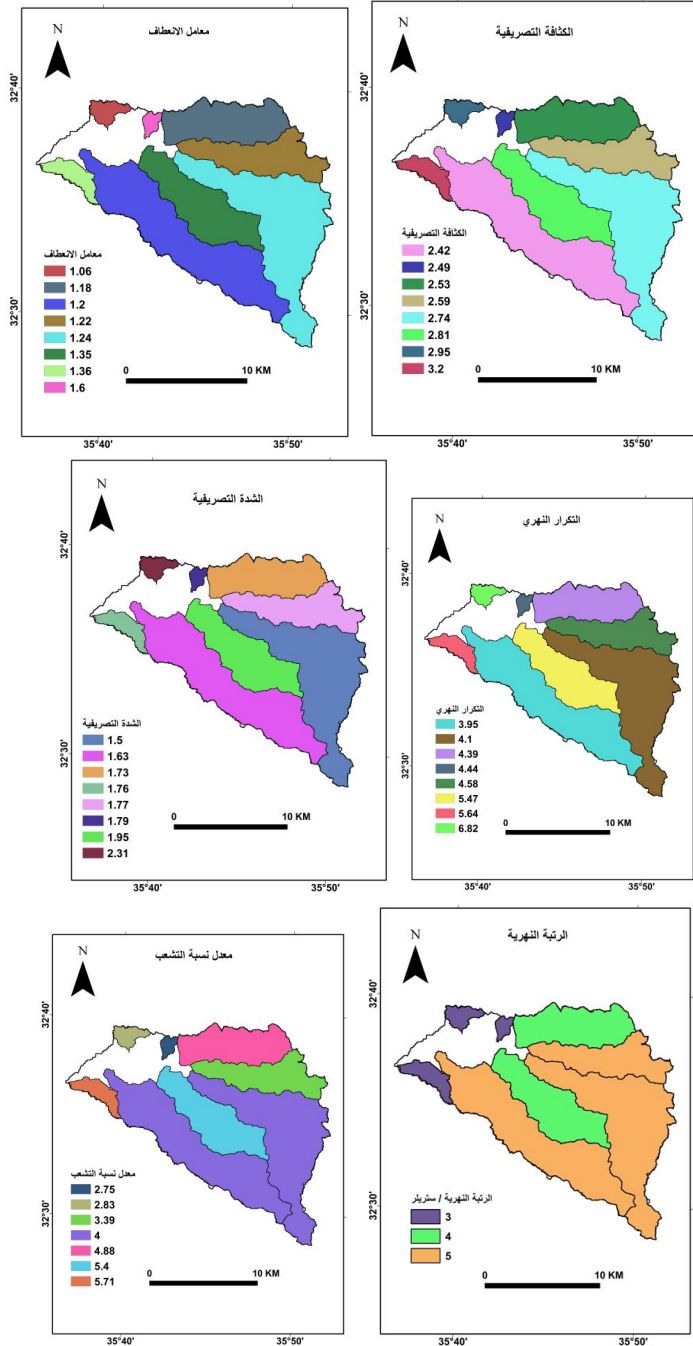 معامل الانعطاف
N
32°40'
32°30'
معامل الانعطاف
1.06
1.18
1.2
1.22
1.24
1.35
1.36
1.6
0 10 KM
35°40' 35°50'
الكثافة التصريفية
N
32°40'
32°30'
الكثافة التصريفية
2.42
2.49
2.53
2.59
2.74
2.81
2.95
3.2
0 10 KM
35°40' 35°50'
الشدة التصريفية
N
32°40'
32°30'
الشدة التصريفية
1.5
1.63
1.73
1.76
1.77
1.79
1.95
2.31
0 10 KM
35°40' 35°50'
التكرار النهري
N
32°40'
32°30'
التكرار النهري
3.95
4.1
4.39
4.44
4.58
5.47
5.64
6.82
0 10 KM
35°40' 35°50'
معدل نسبة التشعب
N
32°40'
32°30'
معدل نسبة التشعب
2.75
2.83
3.39
4
4.88
5.4
5.71
0 10 KM
35°40' 35°50'
الرتبة النهرية
N
32°40'
32°30'
الرتبة النهرية / ستريلر
3
4
5
0 10 KM
35°40' 35°50'